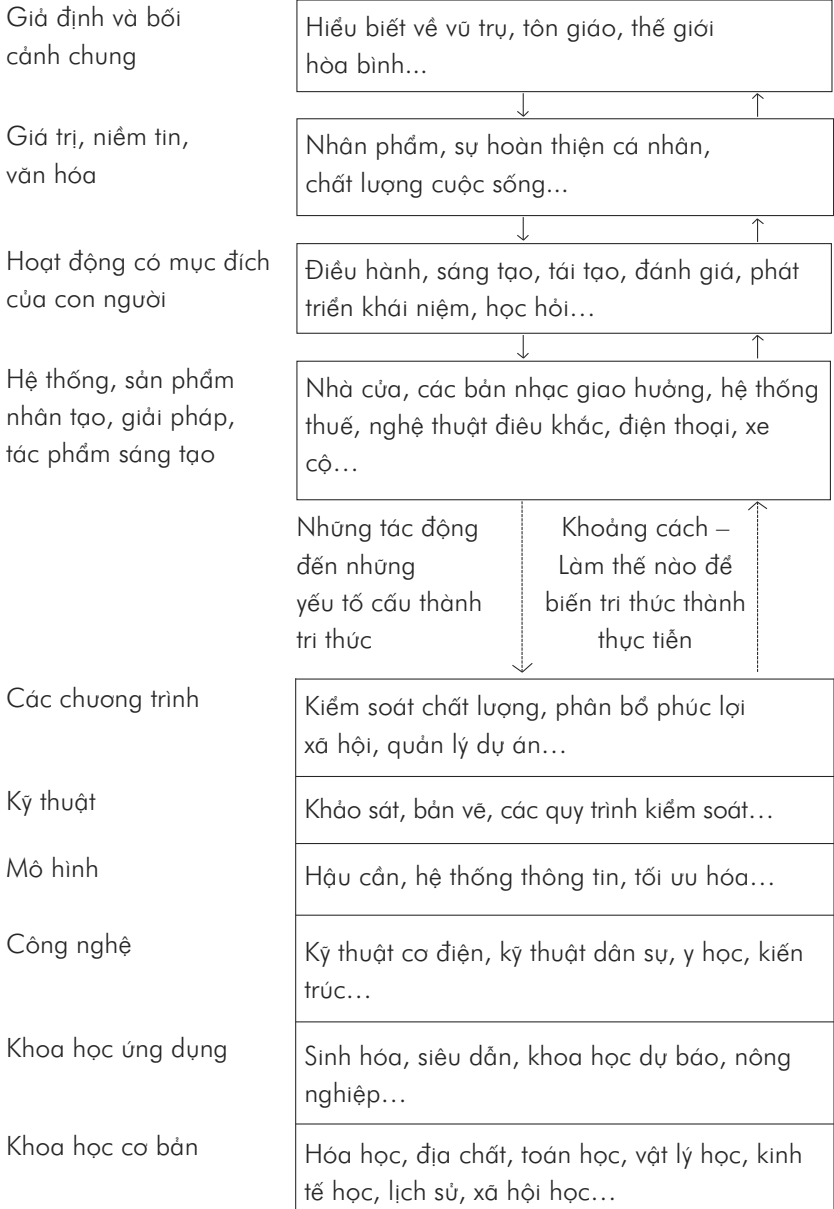 Giả định và bối
cảnh chung
Hiểu biết về vũ trụ, tôn giáo, thế giới
hòa bình...
Giá trị, niềm tin,
văn hóa
Nhân phẩm, sự hoàn thiện cá nhân,
chất lượng cuộc sống...
Hoạt động có mục đích
của con người
Điều hành, sáng tạo, tái tạo, đánh giá, phát
triển khái niệm, học hỏi…
Hệ thống, sản phẩm
nhân tạo, giải pháp,
tác phẩm sáng tạo
Nhà cửa, các bản nhạc giao hưởng, hệ thống
thuế, nghệ thuật điêu khắc, điện thoại, xe
cộ…
Những tác động
đến những
yếu tố cấu thành
tri thức
Khoảng cách –
Làm thế nào để
biến tri thức thành
thực tiễn
Các chương trình
Kiểm soát chất lượng, phân bổ phúc lợi
xã hội, quản lý dự án…
Kỹ thuật
Khảo sát, bản vẽ, các quy trình kiểm soát…
Mô hình
Hậu cần, hệ thống thông tin, tối ưu hóa…
Công nghệ
Kỹ thuật cơ điện, kỹ thuật dân sự, y học, kiến
trúc…
Khoa học ứng dụng
Sinh hóa, siêu dẫn, khoa học dự báo, nông
nghiệp…
Khoa học cơ bản
Hóa học, địa chất, toán học, vật lý học, kinh
tế học, lịch sử, xã hội học…